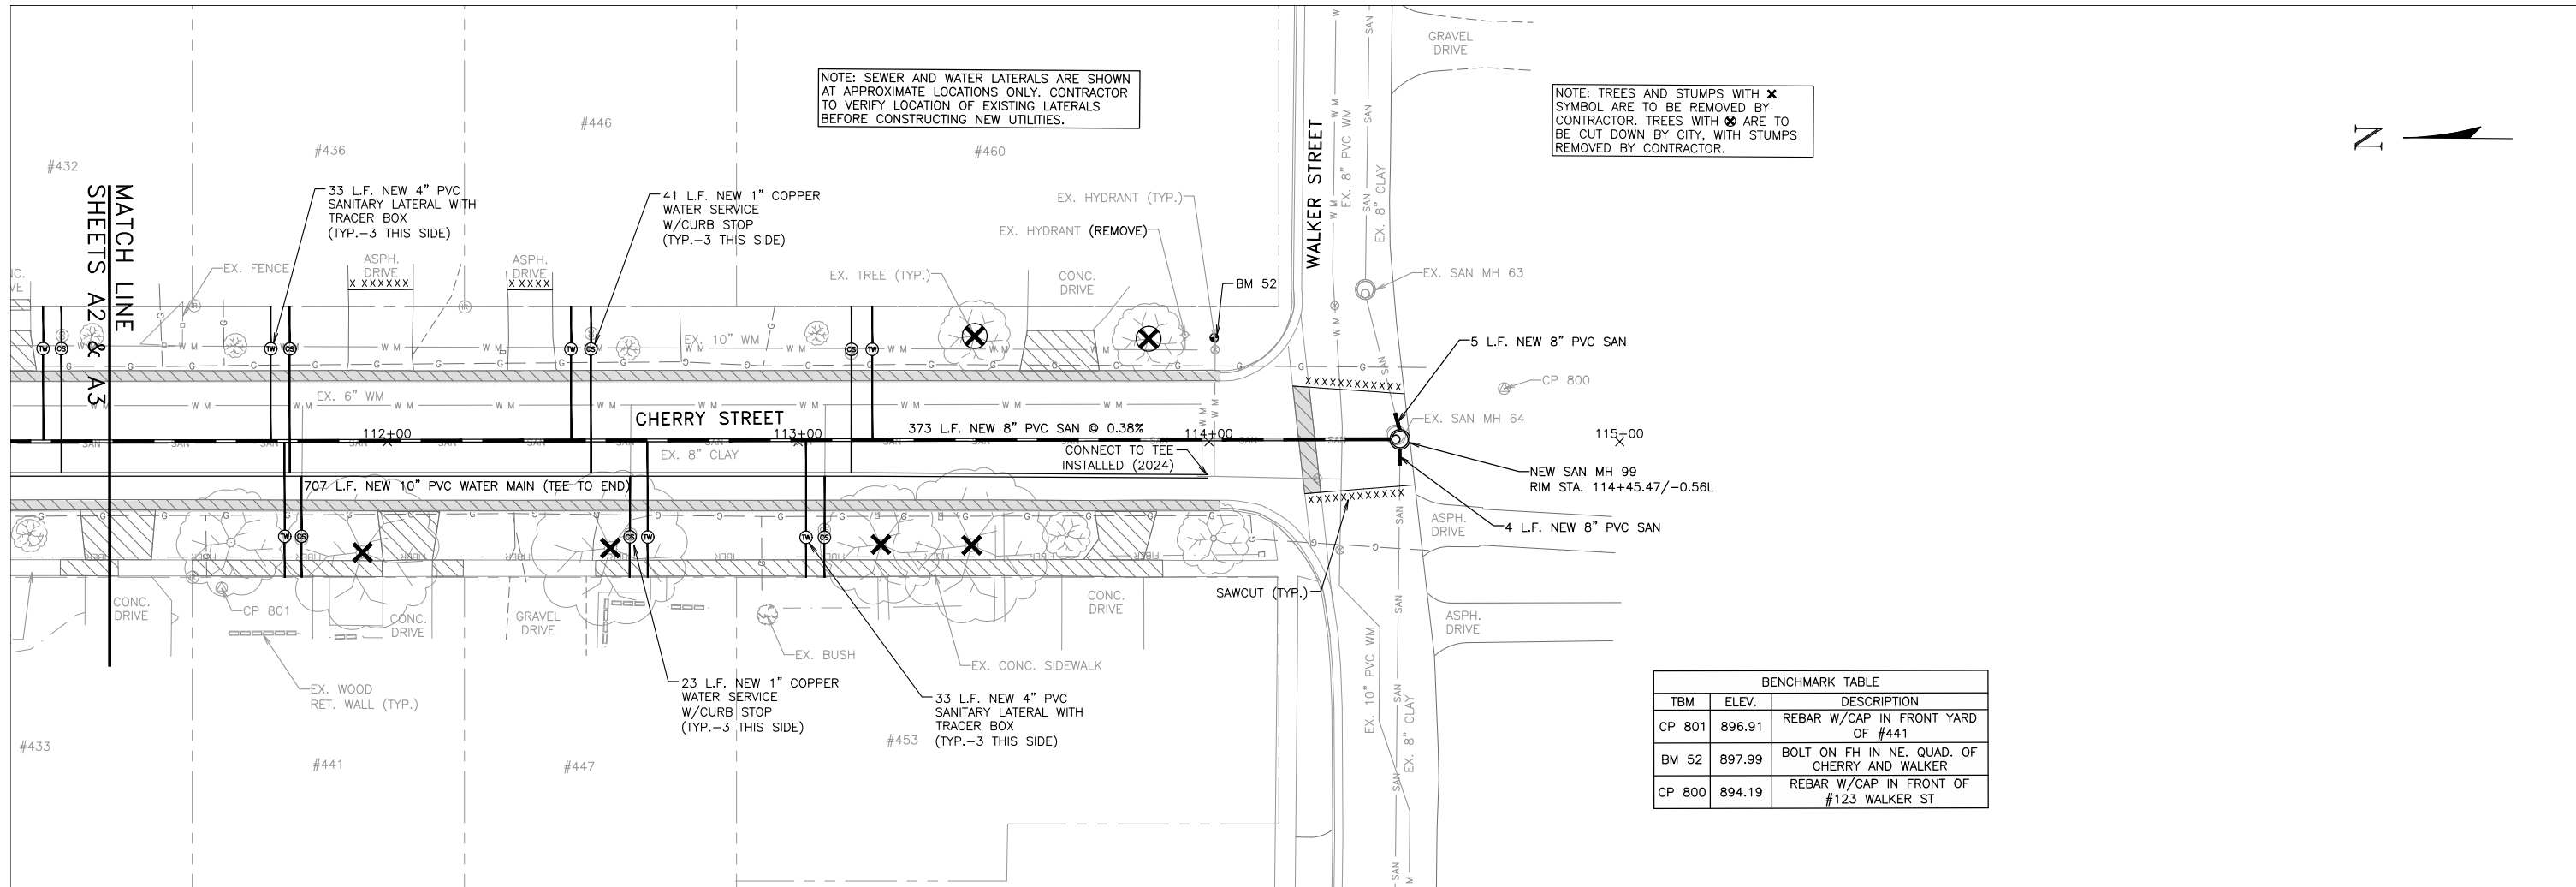 NOTE: SEWER AND WATER LATERALS ARE SHOWN
AT APPROXIMATE LOCATIONS ONLY. CONTRACTOR
TO VERIFY LOCATION OF EXISTING LATERALS
BEFORE CONSTRUCTING NEW UTILITIES.
NOTE: TREES AND STUMPS WITH ✖
SYMBOL ARE TO BE REMOVED BY
CONTRACTOR. TREES WITH ⊗ ARE TO
BE CUT DOWN BY CITY, WITH STUMPS
REMOVED BY CONTRACTOR.
N
GRAVEL
DRIVE
#432
#436
#446
#460
MATCH LINE
SHEETS A2 & A3
33 L.F. NEW 4" PVC
SANITARY LATERAL WITH
TRACER BOX
(TYP.-3 THIS SIDE)
41 L.F. NEW 1" COPPER
WATER SERVICE
W/CURB STOP
(TYP.-3 THIS SIDE)
EX. HYDRANT (TYP.)
EX. HYDRANT (REMOVE)
WALKER STREET
EX. 8" PVC WM
EX. 8" CLAY
EX. FENCE
ASPH.
DRIVE
X XXXXXX
ASPH.
DRIVE
X XXXX
EX. TREE (TYP.)
CONC.
DRIVE
BM 52
EX. SAN MH 63
EX. 10" WM
5 L.F. NEW 8" PVC SAN
CP 800
EX. 6" WM
CHERRY STREET
EX. SAN MH 64
112+00
113+00
373 L.F. NEW 8" PVC SAN @ 0.38%
114+00
115+00
EX. 8" CLAY
CONNECT TO TEE
INSTALLED (2024)
NEW SAN MH 99
RIM STA. 114+45.47/-0.56L
707 L.F. NEW 10" PVC WATER MAIN (TEE TO END)
4 L.F. NEW 8" PVC SAN
ASPH.
DRIVE
SAWCUT (TYP.)
CONC.
DRIVE
CP 801
CONC.
DRIVE
GRAVEL
DRIVE
CONC.
DRIVE
ASPH.
DRIVE
EX. BUSH
EX. CONC. SIDEWALK
EX. WOOD
RET. WALL (TYP.)
23 L.F. NEW 1" COPPER
WATER SERVICE
W/CURB STOP
(TYP.-3 THIS SIDE)
33 L.F. NEW 4" PVC
SANITARY LATERAL WITH
TRACER BOX
(TYP.-3 THIS SIDE)
EX. 10" PVC WM
EX. 8" CLAY
#433
#441
#447
#453
BENCHMARK TABLE
TBM ELEV. DESCRIPTION
CP 801 896.91 REBAR W/CAP IN FRONT YARD
OF #441
BM 52 897.99 BOLT ON FH IN NE. QUAD. OF
CHERRY AND WALKER
CP 800 894.19 REBAR W/CAP IN FRONT OF
#123 WALKER ST